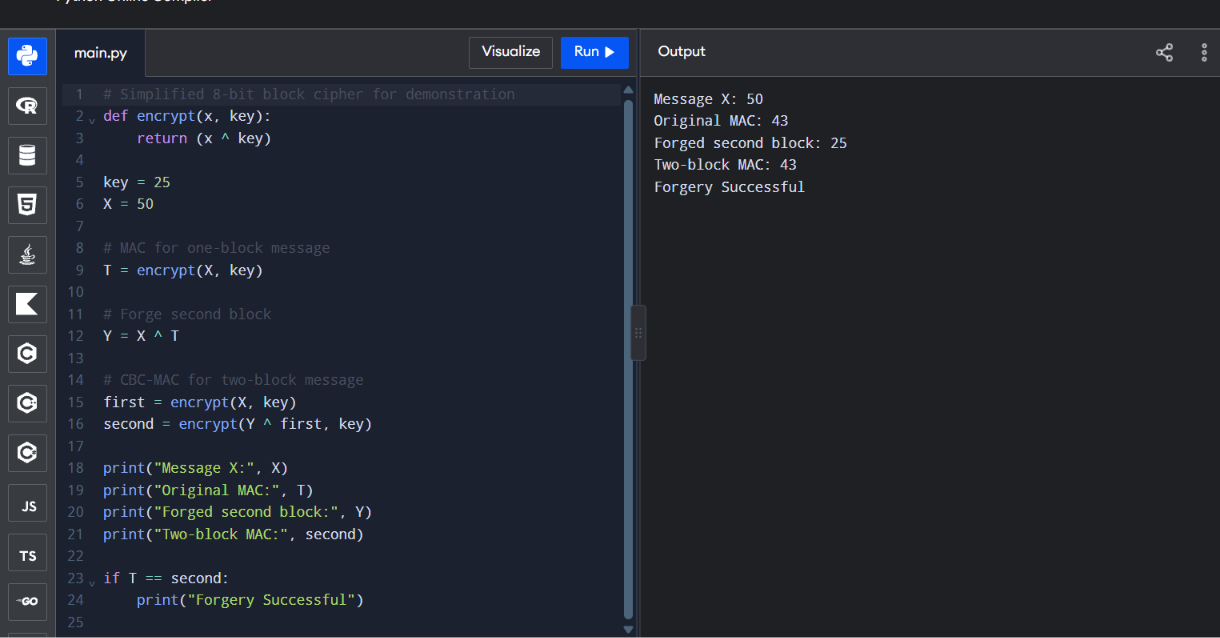 Python Online Compiler
main.py
Visualize
Run
Output
1 # Simplified 8-bit block cipher for demonstration
2 def encrypt(x, key):
3     return (x ^ key)
4
5 key = 25
6 X = 50
7
8 # MAC for one-block message
9 T = encrypt(X, key)
10
11 # Forge second block
12 Y = X ^ T
13
14 # CBC-MAC for two-block message
15 first = encrypt(X, key)
16 second = encrypt(Y ^ first, key)
17
18 print("Message X:", X)
19 print("Original MAC:", T)
20 print("Forged second block:", Y)
21 print("Two-block MAC:", second)
22
23 if T == second:
24     print("Forgery Successful")
25
Message X: 50
Original MAC: 43
Forged second block: 25
Two-block MAC: 43
Forgery Successful
R
5
C
C
C
JS
TS
GO